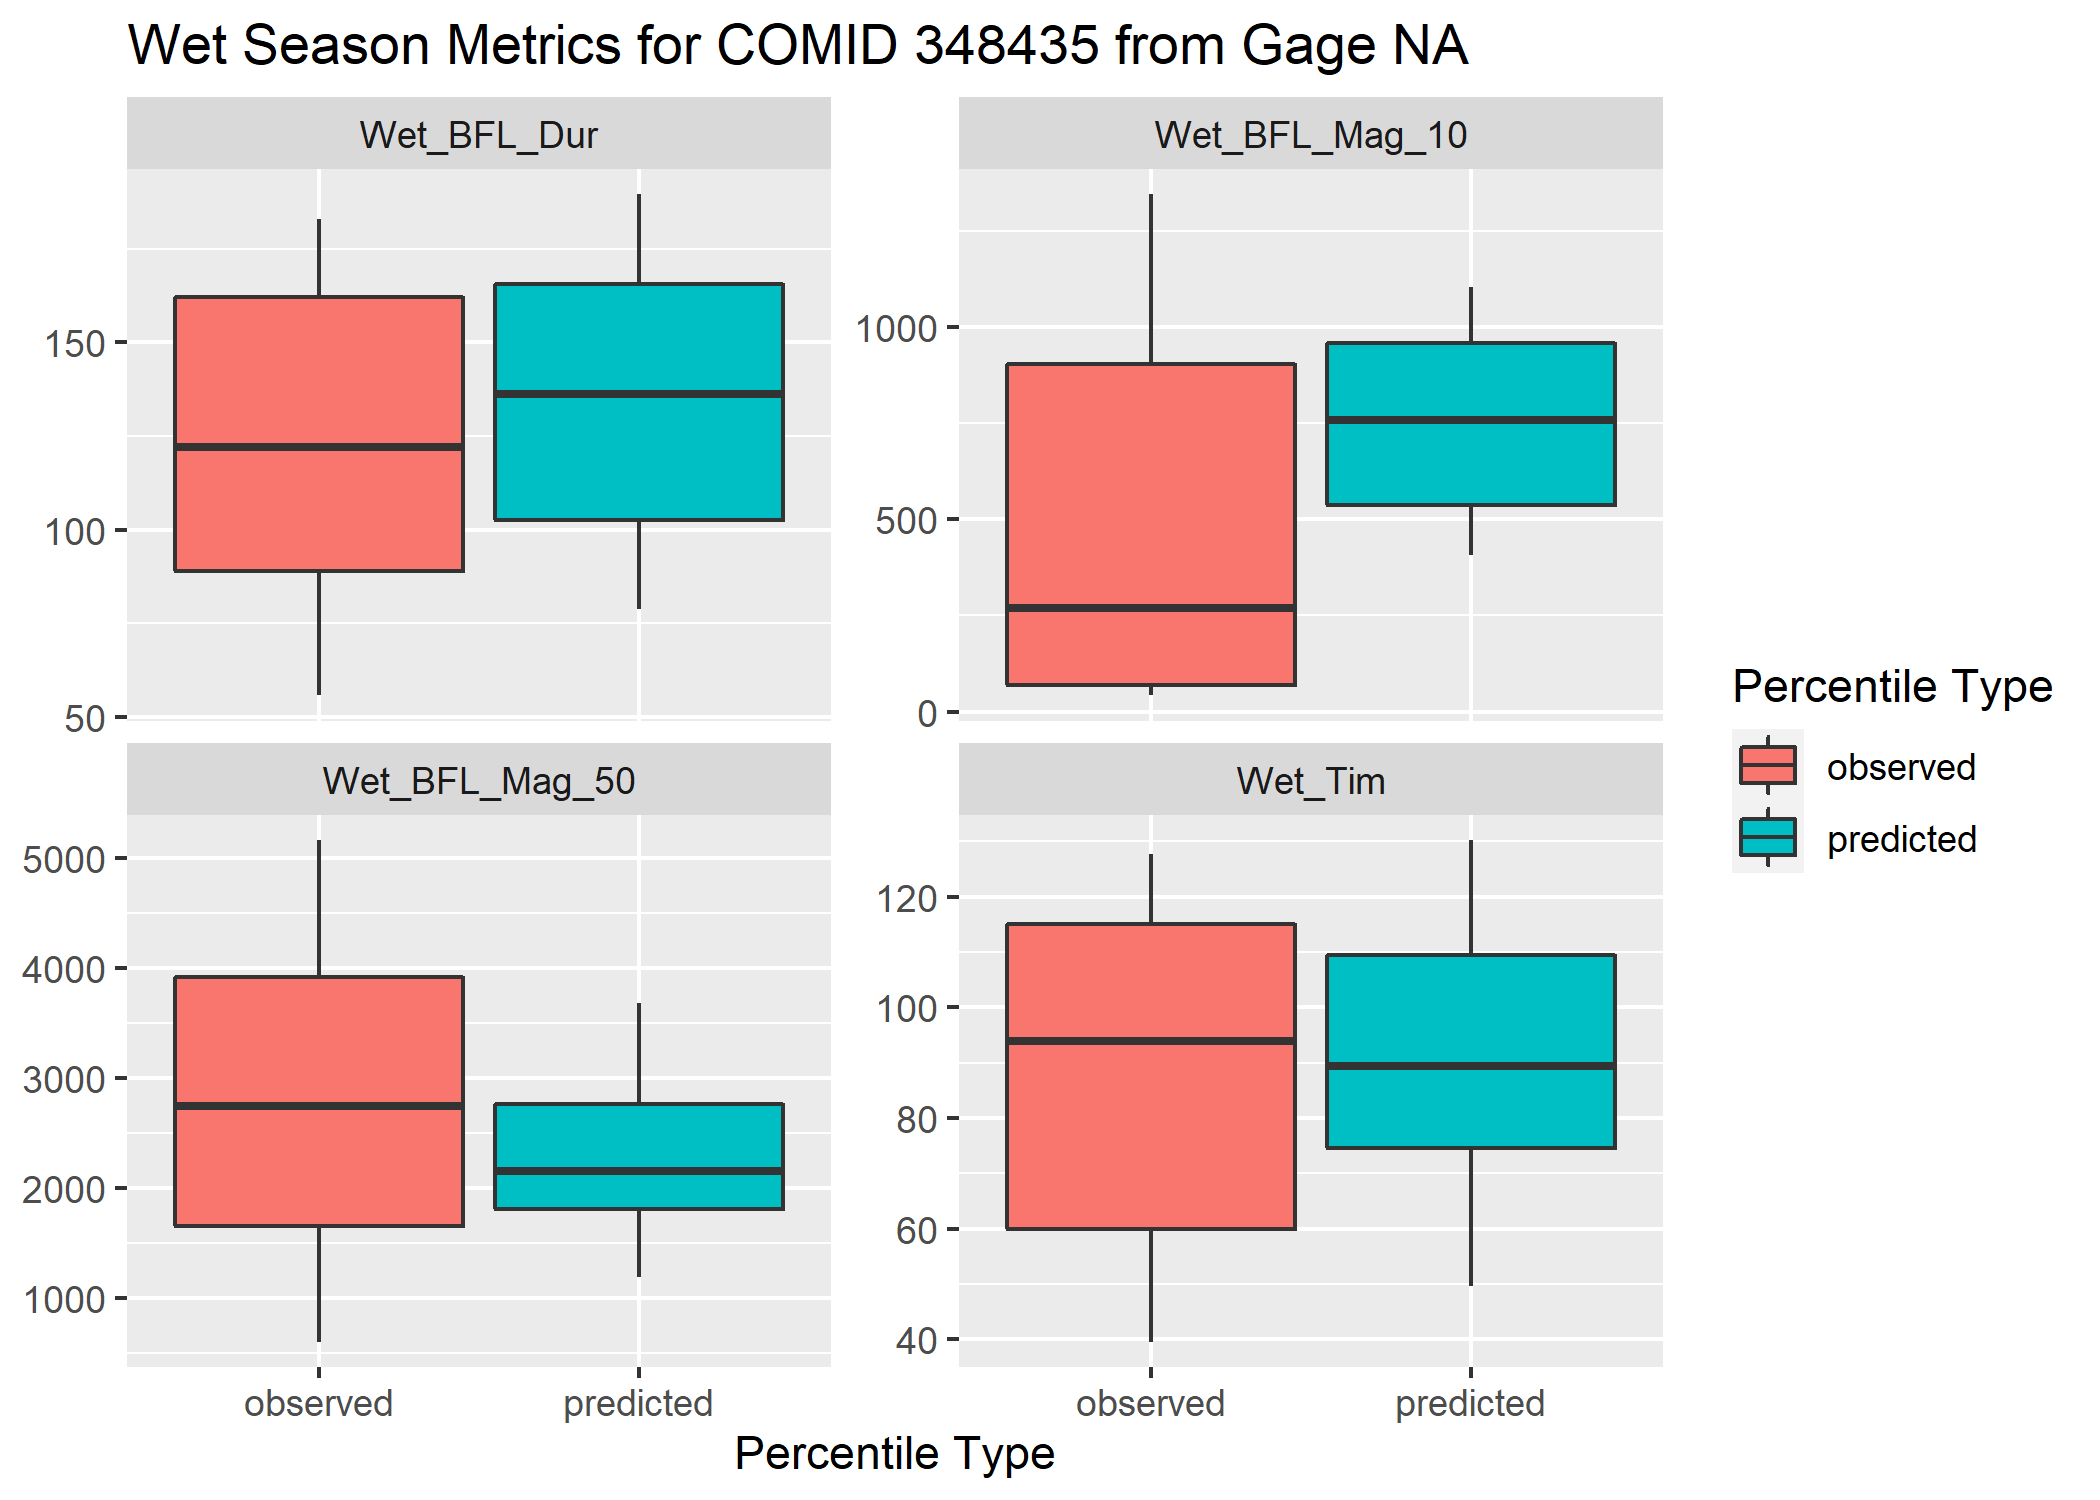 Wet Season Metrics for COMID 348435 from Gage NA
Wet_BFL_Dur
150
100
50
Wet_BFL_Mag_10
1000
500
0
Wet_BFL_Mag_50
5000
4000
3000
2000
1000
observed
predicted
Wet_Tim
120
100
80
60
40
observed
predicted
Percentile Type
Percentile Type
observed
predicted